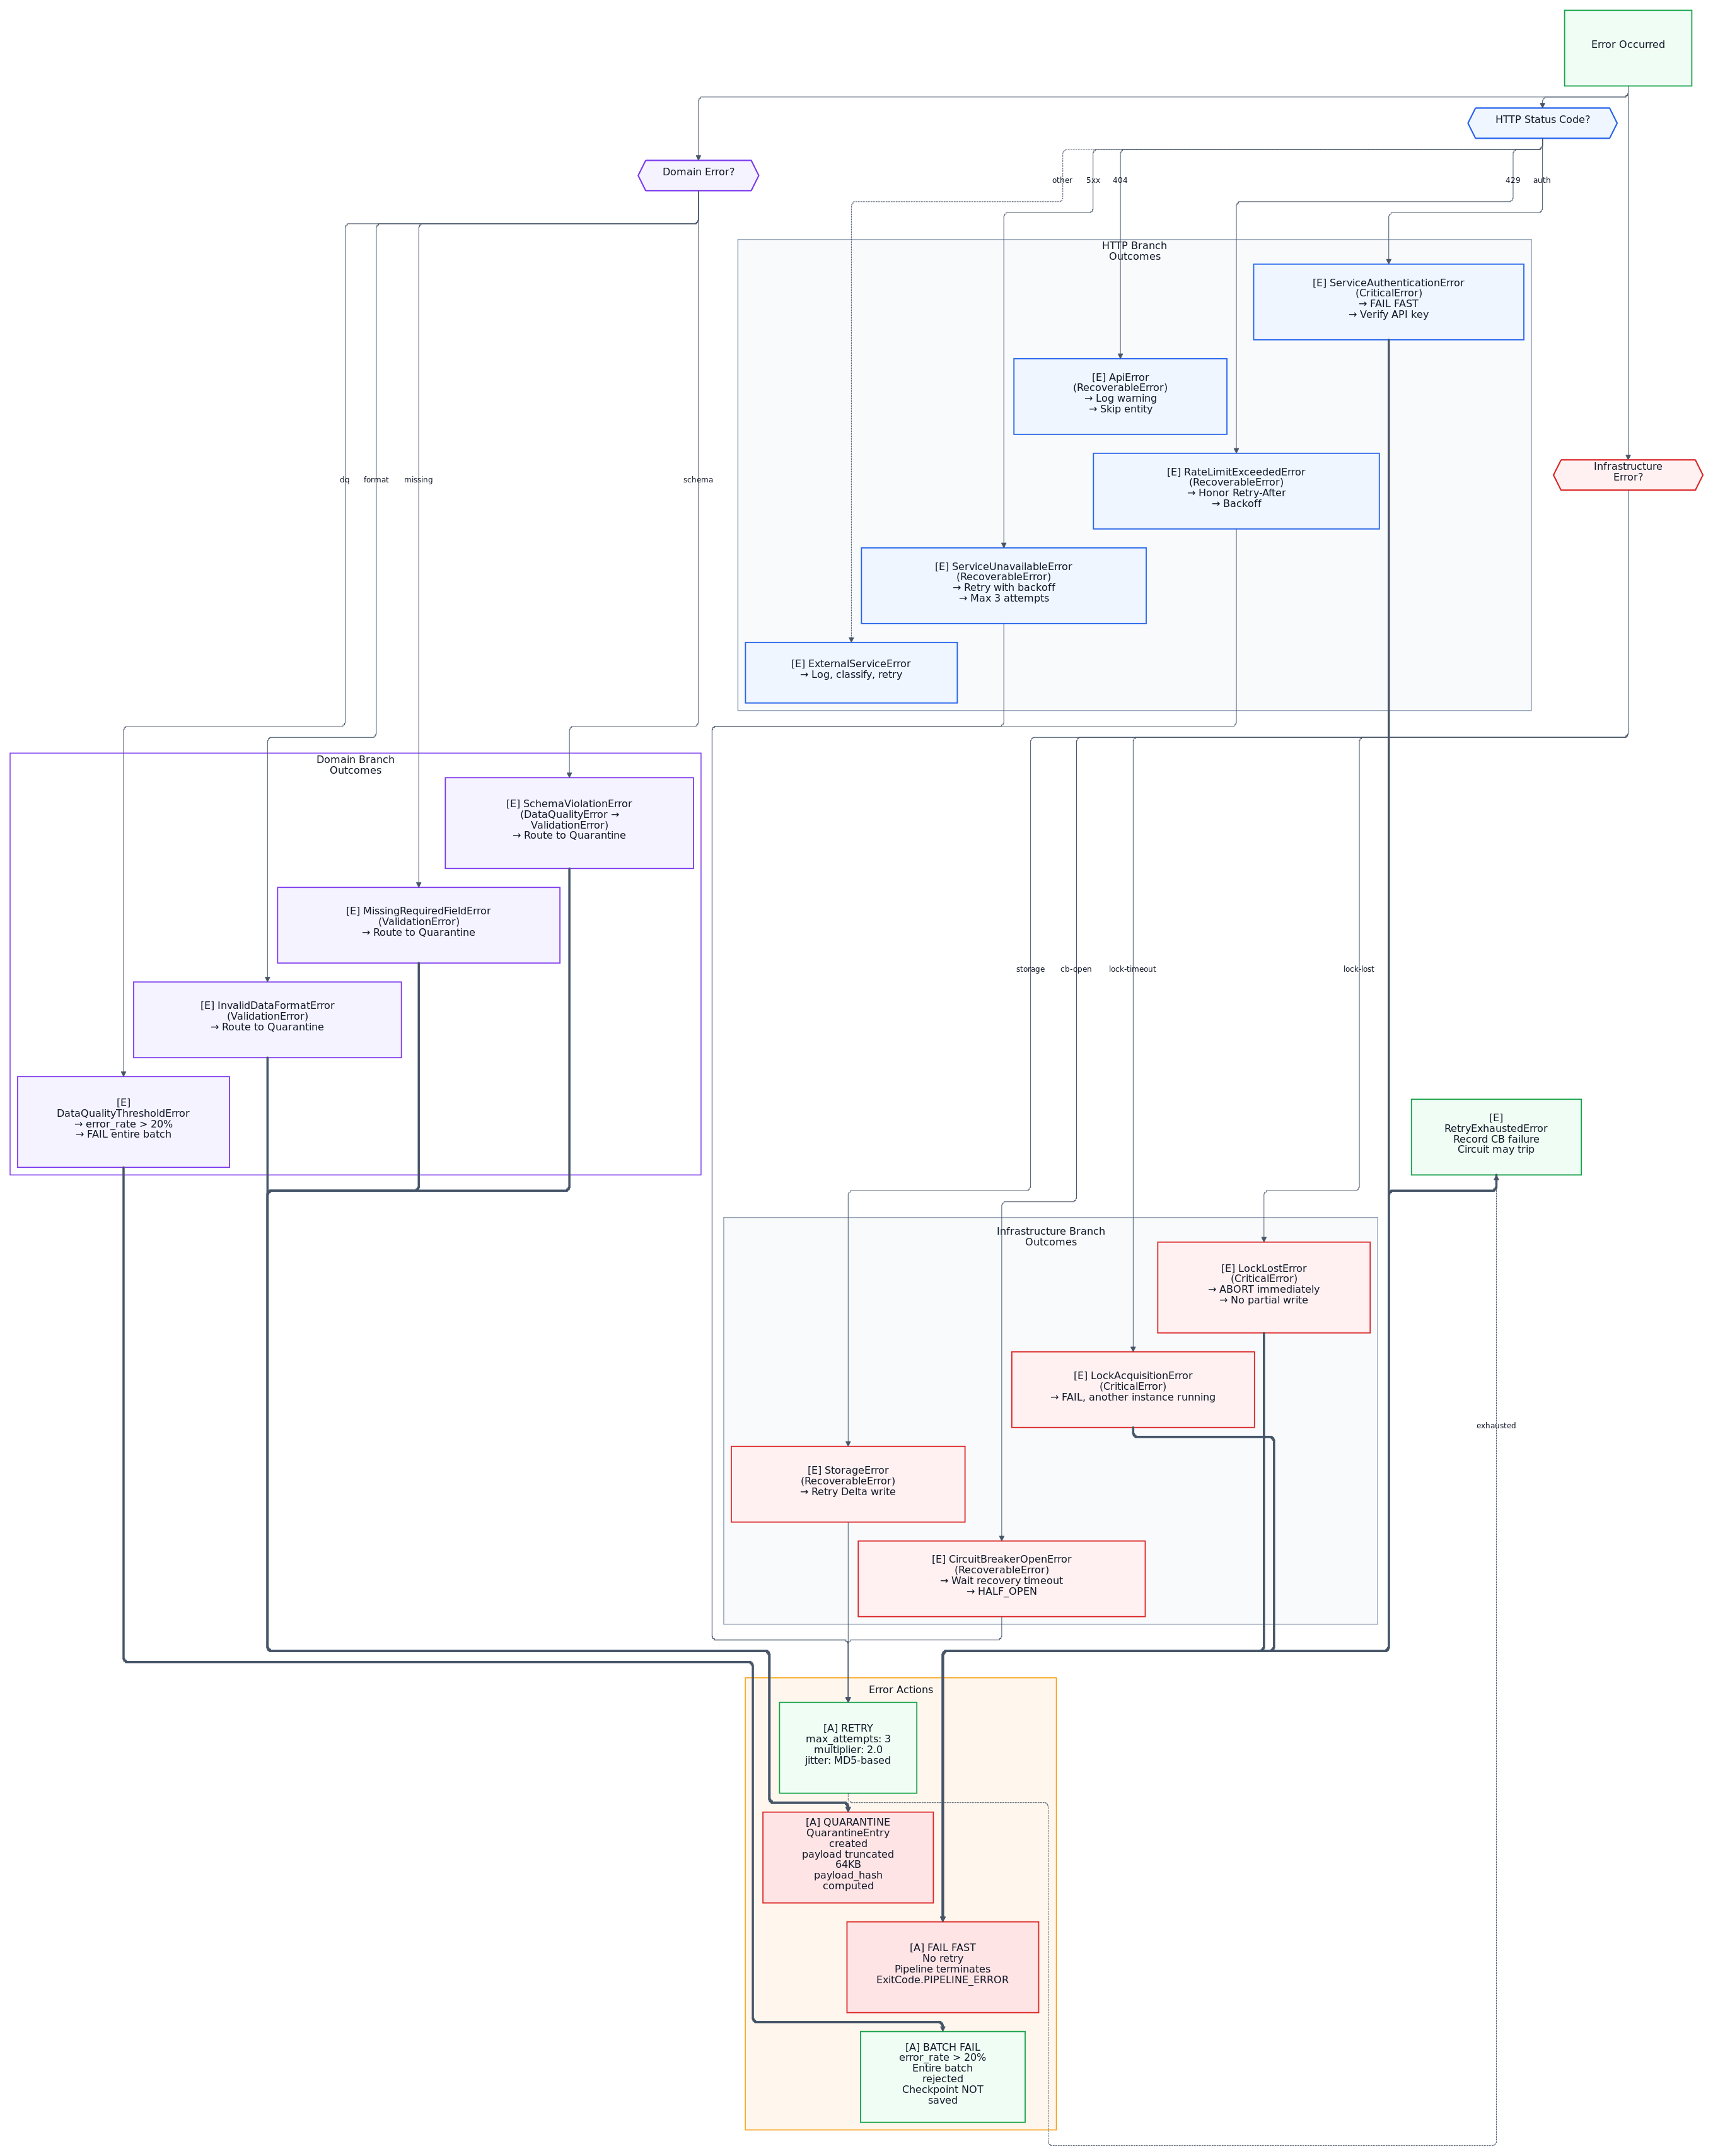 Error Occurred
HTTP Status Code?
Domain Error?
other
5xx
404
429
auth
HTTP Branch
Outcomes
[E] ServiceAuthenticationError
(CriticalError)
→ FAIL FAST
→ Verify API key
[E] ApiError
(RecoverableError)
→ Log warning
→ Skip entity
[E] RateLimitExceededError
(RecoverableError)
→ Honor Retry-After
→ Backoff
Infrastructure
Error?
dq
format
missing
schema
[E] ServiceUnavailableError
(RecoverableError)
→ Retry with backoff
→ Max 3 attempts
[E] ExternalServiceError
→ Log, classify, retry
Domain Branch
Outcomes
[E] SchemaViolationError
(DataQualityError →
ValidationError)
→ Route to Quarantine
[E] MissingRequiredFieldError
(ValidationError)
→ Route to Quarantine
storage
cb-open
lock-timeout
lock-lost
[E] InvalidDataFormatError
(ValidationError)
→ Route to Quarantine
[E]
DataQualityThresholdError
→ error_rate > 20%
→ FAIL entire batch
[E]
RetryExhaustedError
Record CB failure
Circuit may trip
Infrastructure Branch
Outcomes
[E] LockLostError
(CriticalError)
→ ABORT immediately
→ No partial write
[E] LockAcquisitionError
(CriticalError)
→ FAIL, another instance running
exhausted
[E] StorageError
(RecoverableError)
→ Retry Delta write
[E] CircuitBreakerOpenError
(RecoverableError)
→ Wait recovery timeout
→ HALF_OPEN
Error Actions
[A] RETRY
max_attempts: 3
multiplier: 2.0
jitter: MD5-based
[A] QUARANTINE
QuarantineEntry
created
payload truncated
64KB
payload_hash
computed
[A] FAIL FAST
No retry
Pipeline terminates
ExitCode.PIPELINE_ERROR
[A] BATCH FAIL
error_rate > 20%
Entire batch
rejected
Checkpoint NOT
saved